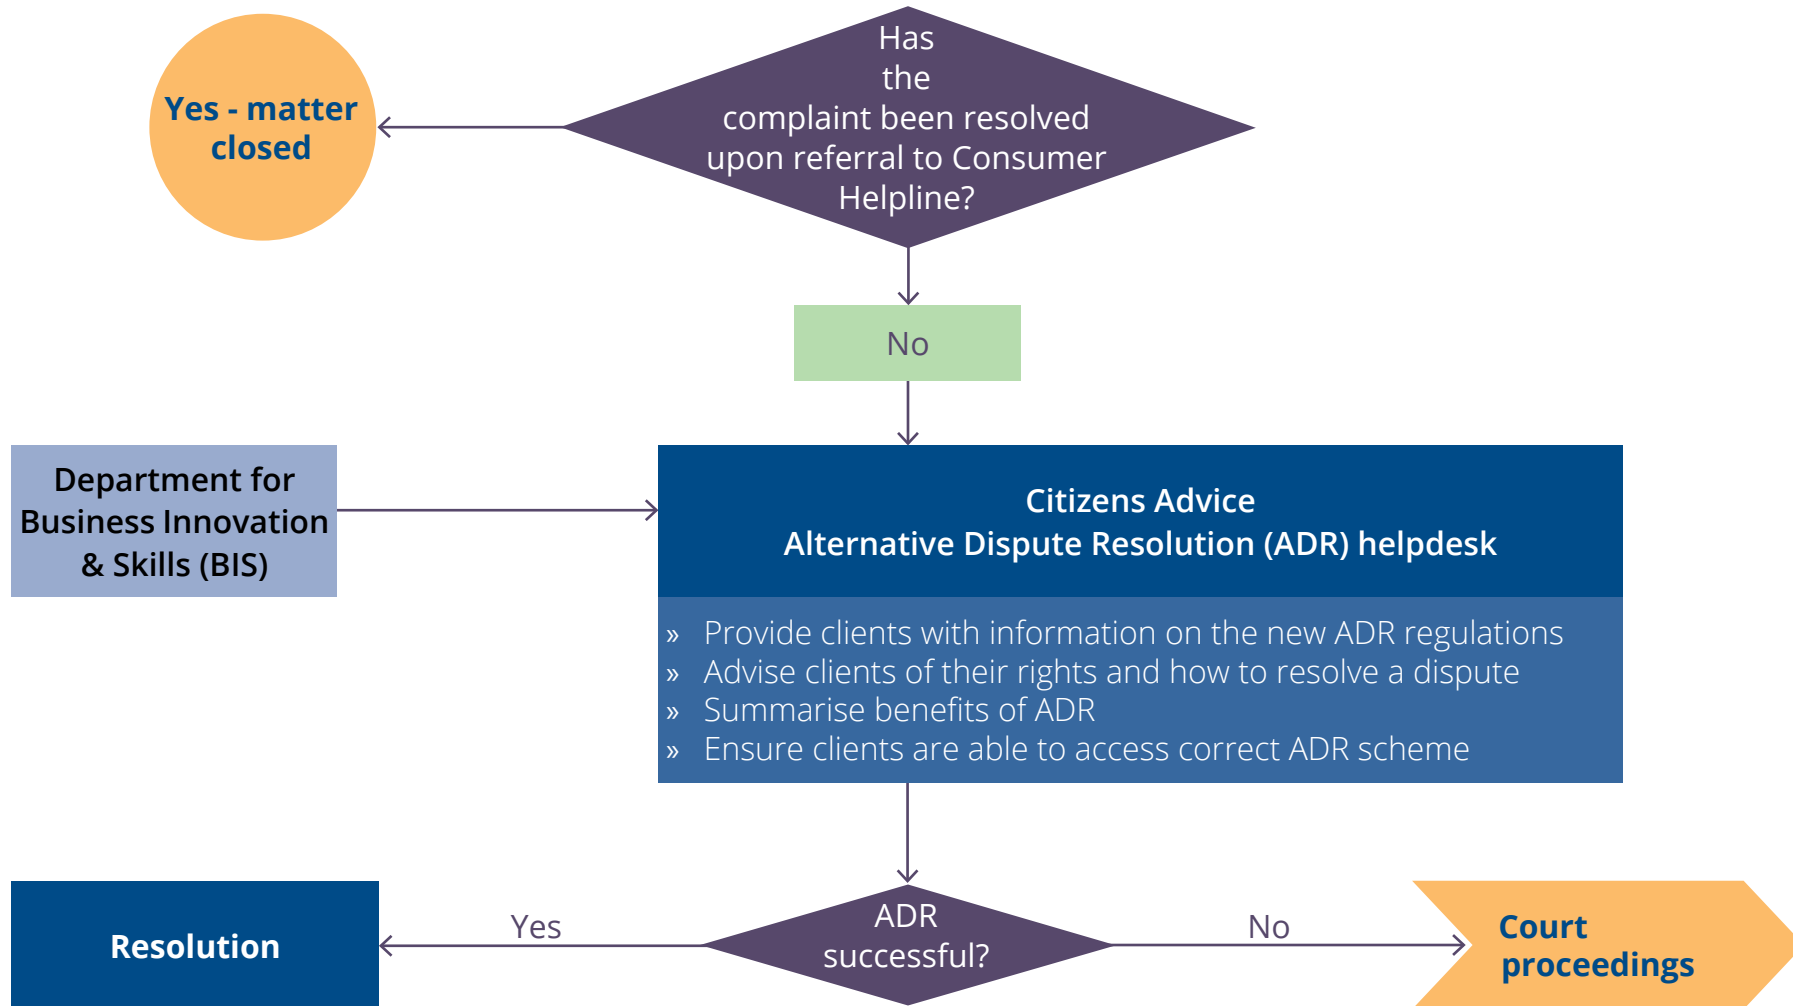 Has
the
complaint been resolved
upon referral to Consumer
Helpline?
Yes - matter
closed
No
Department for
Business Innovation
& Skills (BIS)
Citizens Advice
Alternative Dispute Resolution (ADR) helpdesk
» Provide clients with information on the new ADR regulations
» Advise clients of their rights and how to resolve a dispute
» Summarise benefits of ADR
» Ensure clients are able to access correct ADR scheme
ADR
successful?
Yes
Resolution
No
Court
proceedings